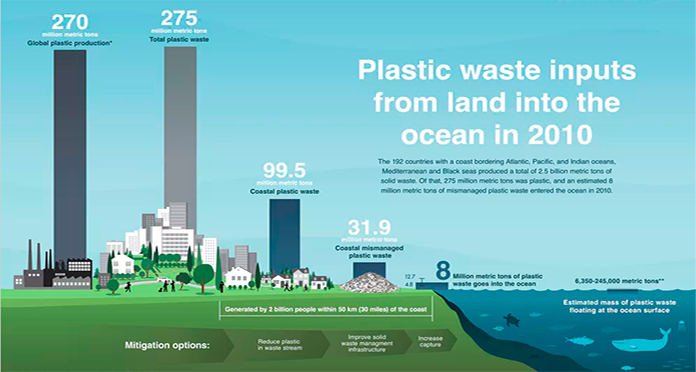 270
million metric tons
Global plastic production*
275
million metric tons
Total plastic waste
Plastic waste inputs
from land into the
ocean in 2010
The 192 countries with a coast bordering Atlantic, Pacific, and Indian oceans,
Mediterranean and Black seas produced a total of 2.5 billion metric tons of
solid waste. Of that, 275 million metric tons was plastic, and an estimated 8
million metric tons of mismanaged plastic waste entered the ocean in 2010.
99.5
million metric tons
Coastal plastic waste
31.9
million metric tons
Coastal mismanaged
plastic waste
12.7
4.8
8
Million metric tons of plastic
waste goes into the ocean
6,350-245,000 metric tons**
Estimated mass of plastic waste
floating at the ocean surface
Generated by 2 billion people within 50 km (30 miles) of the coast
Mitigation options:
Reduce plastic
in waste stream
Improve solid
waste managment
infrastructure
Increase
capture